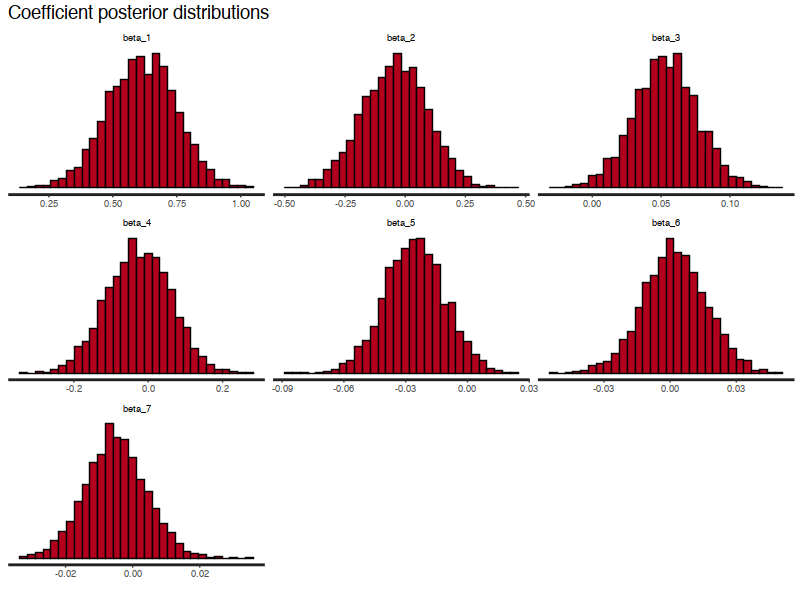 Coefficient posterior distributions
beta_1 beta_2 beta_3
0.25 0.50 0.75 1.00 -0.50 -0.25 0.00 0.25 0.50 0.00 0.05 0.10
beta_4 beta_5 beta_6
-0.2 0.0 0.2 -0.09 -0.06 -0.03 0.00 0.03 -0.03 0.00 0.03
beta_7
-0.02 0.00 0.02